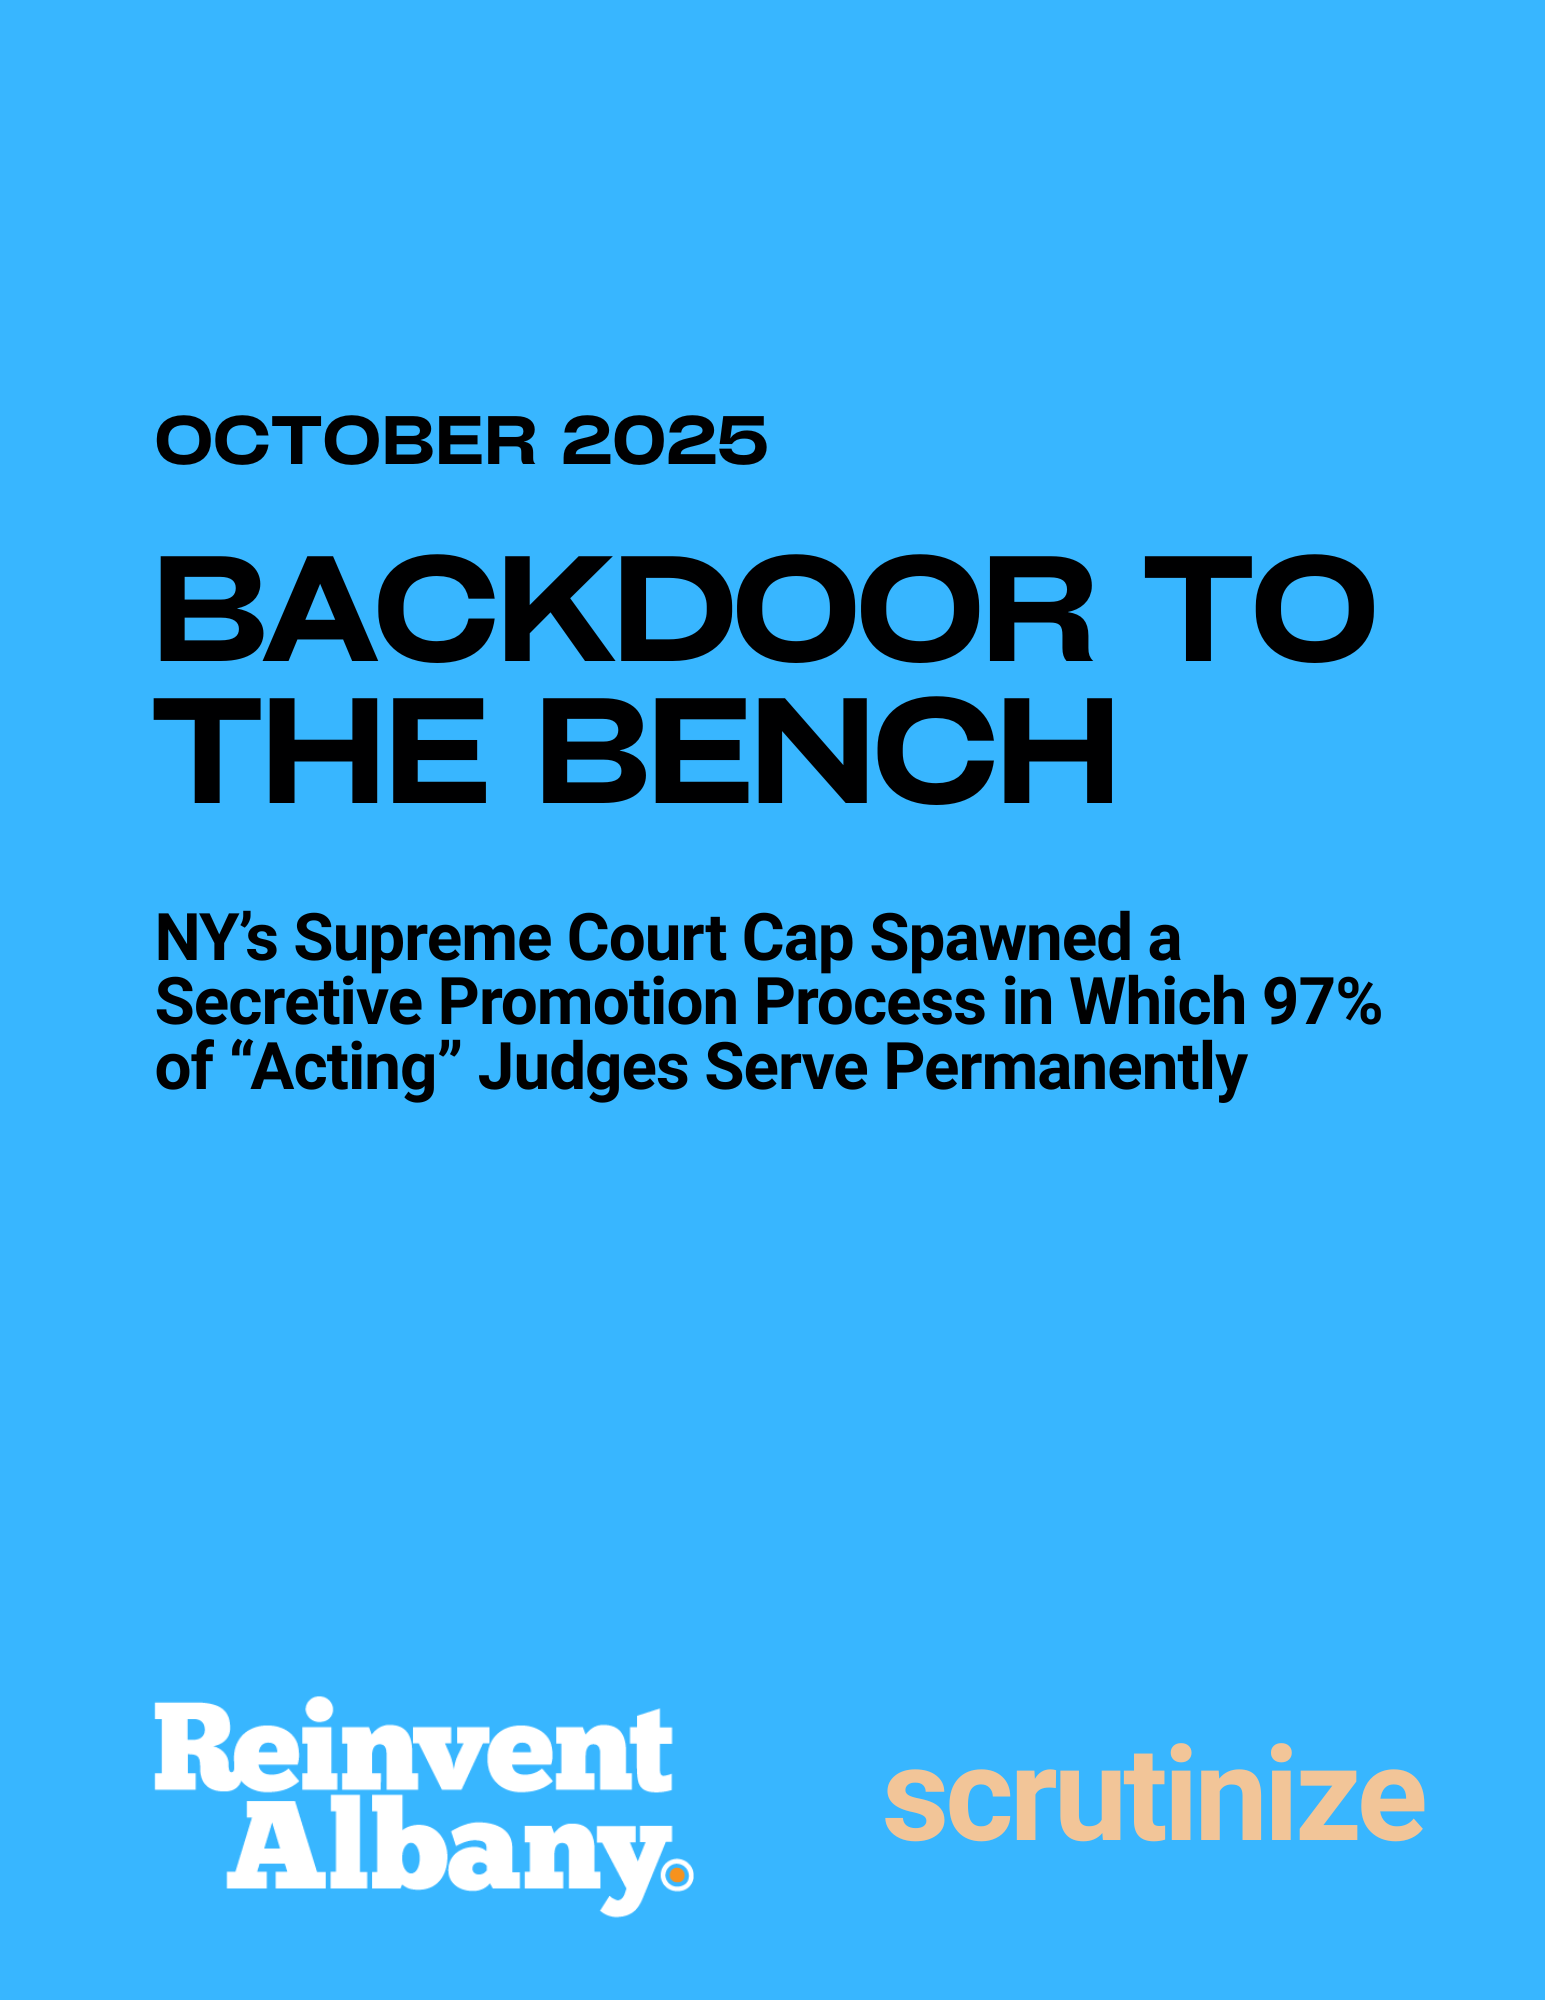 OCTOBER 2025
BACKDOOR TO
THE BENCH
NY’s Supreme Court Cap Spawned a
Secretive Promotion Process in Which 97%
of “Acting” Judges Serve Permanently
Reinvent
Albany
scrutinize